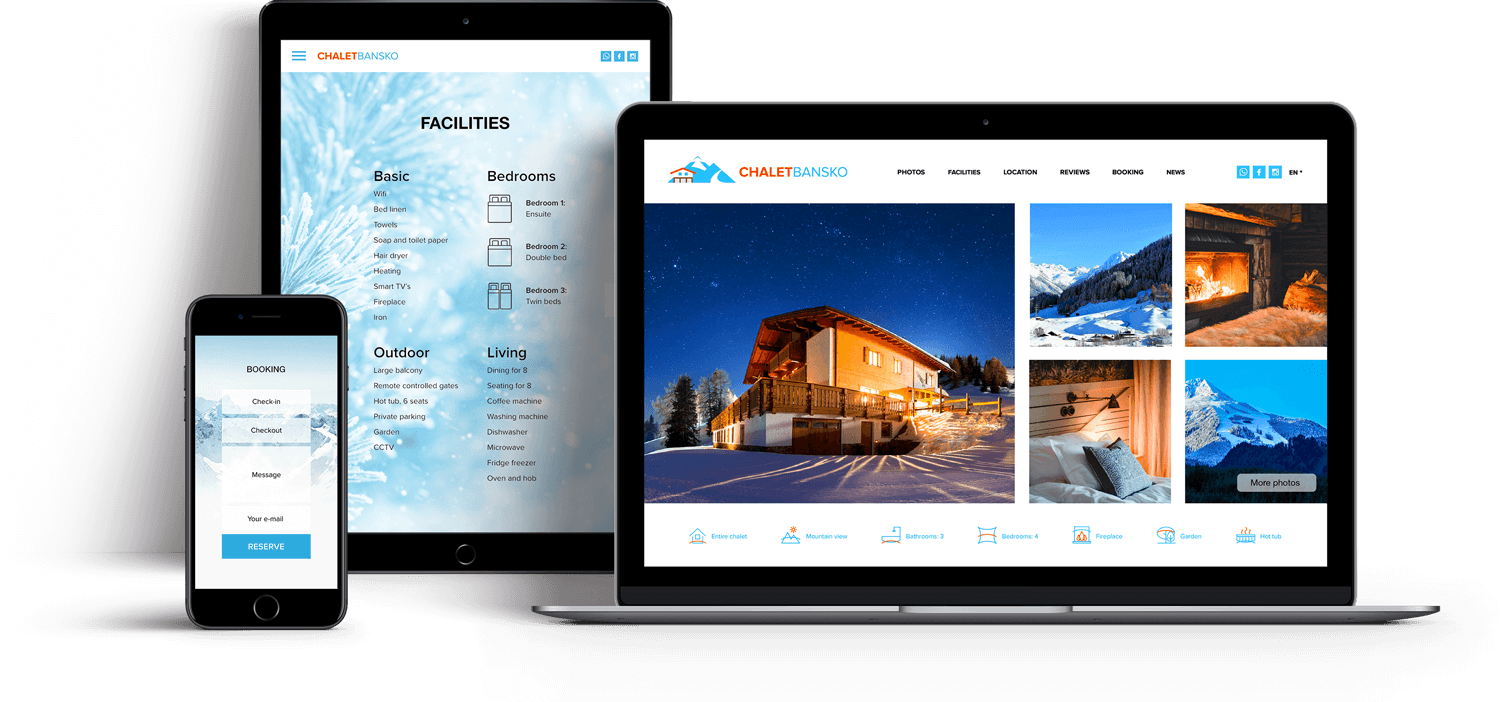 CHALETBANSKO
FACILITIES
Basic
Wifi
Bed linen
Towels
Soap and toilet paper
Hair dryer
Heating
Smart TV's
Fireplace
Iron
Bedrooms
Bedroom 1:
Ensuite
Bedroom 2:
Double bed
Bedroom 3:
Twin beds
Outdoor
Large balcony
Remote controlled gates
Hot tub, 6 seats
Private parking
Garden
CCTV
Living
Dining for 8
Seating for 8
Coffee machine
Washing machine
Dishwasher
Microwave
Fridge freezer
Oven and hob
BOOKING
Check-in
Checkout
Message
Your e-mail
RESERVE
CHALETBANSKO
PHOTOS FACILITIES LOCATION REVIEWS BOOKING NEWS EN
More photos
Entire chalet Mountain view Bathrooms: 3 Bedrooms: 4 Fireplace Garden Hot tub